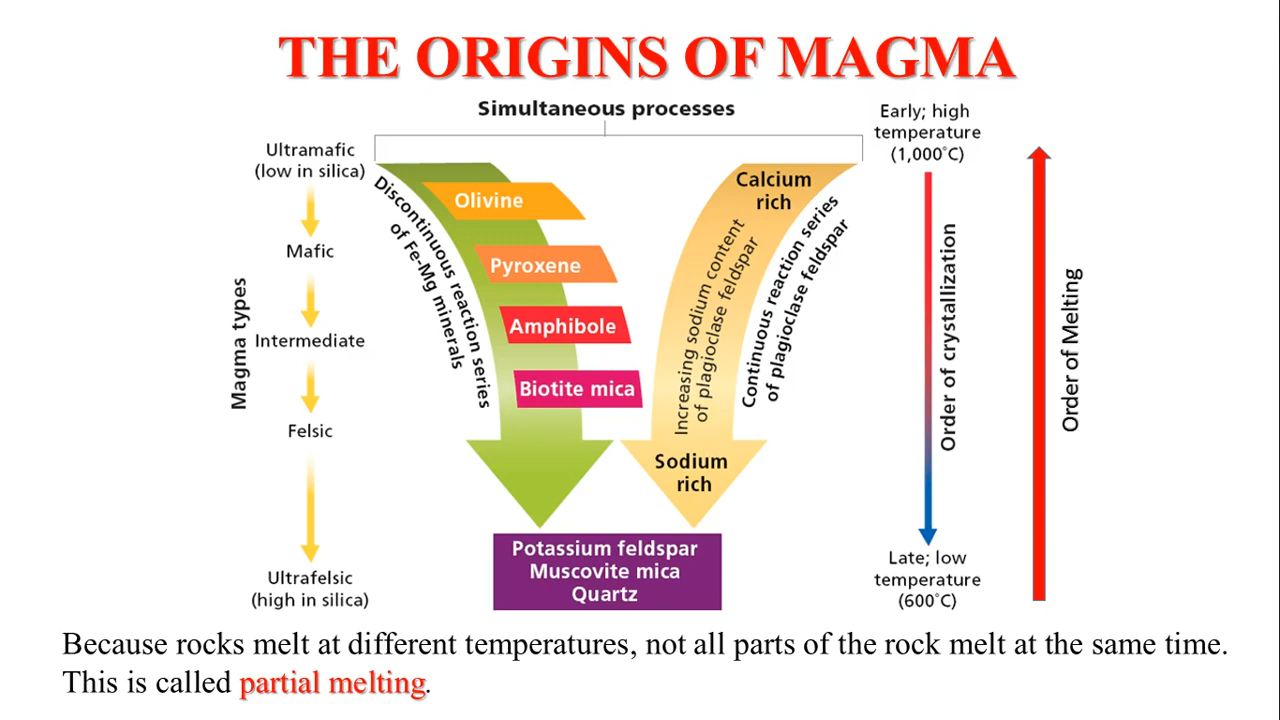 THE ORIGINS OF MAGMA
Simultaneous processes
Early; high
temperature
(1,000°C)
Ultramafic
(low in silica)
Mafic
Intermediate
Felsic
Ultrafelsic
(high in silica)
Magma types
Discontinuous reaction series
of Fe-Mg minerals
Olivine
Pyroxene
Amphibole
Biotite mica
Calcium
rich
Increasing sodium content
of plagioclase feldspar
Continuous reaction series
of plagioclase feldspar
Sodium
rich
Potassium feldspar
Muscovite mica
Quartz
Order of crystallization
Late; low
temperature
(600°C)
Order of Melting
Because rocks melt at different temperatures, not all parts of the rock melt at the same time.
This is called partial melting.